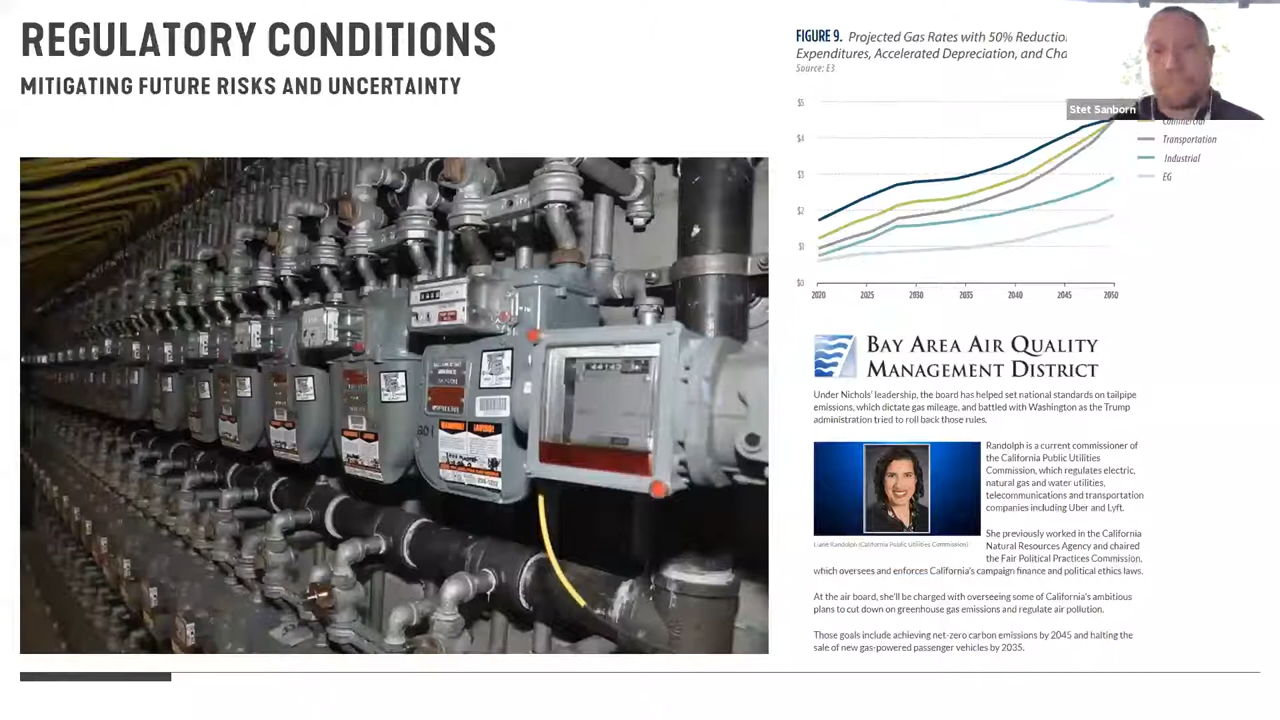 REGULATORY CONDITIONS
MITIGATING FUTURE RISKS AND UNCERTAINTY
FIGURE 9. Projected Gas Rates with 50% Reductio
Expenditures, Accelerated Depreciation, and Cha
Source: E3
Stet Sanborn
Commercial
Transportation
Industrial
EG
$5
$4
$3
$2
$1
$0
2020 2025 2030 2035 2040 2045 2050
BAY AREA AIR QUALITY
MANAGEMENT DISTRICT
Under Nichols' leadership, the board has helped set national standards on tailpipe
emissions, which dictate gas mileage, and battled with Washington as the Trump
administration tried to roll back those rules.
Randolph is a current commissioner of
the California Public Utilities
Commission, which regulates electric,
natural gas and water utilities,
telecommunications and transportation
companies including Uber and Lyft.
She previously worked in the California
Natural Resources Agency and chaired
the Fair Political Practices Commission,
which oversees and enforces California's campaign finance and political ethics laws.
Liane Randolph (California Public Utilities Commission)
At the air board, she'll be charged with overseeing some of California's ambitious
plans to cut down on greenhouse gas emissions and regulate air pollution.
Those goals include achieving net-zero carbon emissions by 2045 and halting the
sale of new gas-powered passenger vehicles by 2035.